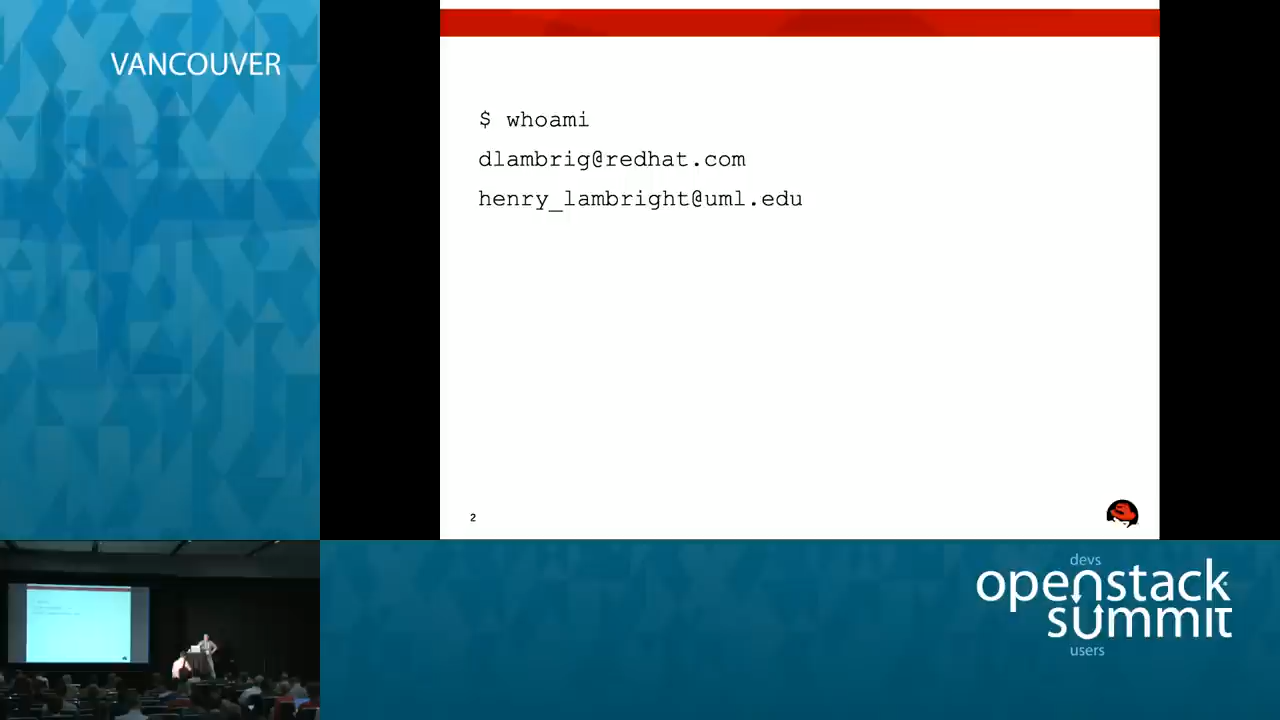 VANCOUVER
$ whoami
dlambrig@redhat.com
henry_lambright@uml.edu
2
devs
openstack
summit
users